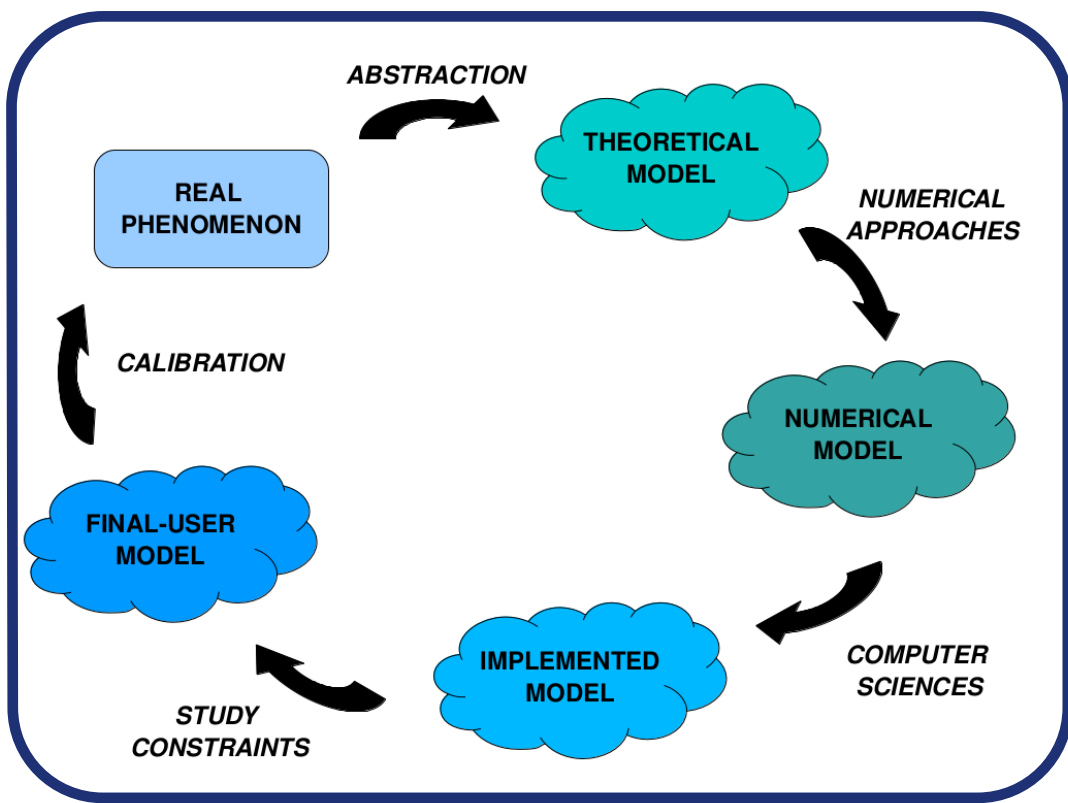 ABSTRACTION
THEORETICAL
MODEL
REAL
PHENOMENON
NUMERICAL
APPROACHES
CALIBRATION
NUMERICAL
MODEL
FINAL-USER
MODEL
IMPLEMENTED
MODEL
COMPUTER
SCIENCES
STUDY
CONSTRAINTS